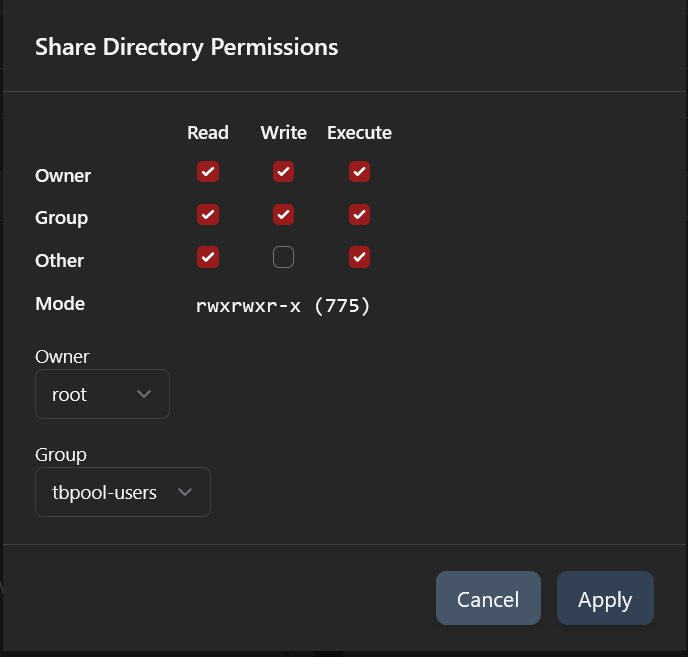 Share Directory Permissions
Read Write Execute
Owner
Group
Other
Mode rwxrwxr-x (775)
Owner
root
Group
tbpool-users
Cancel Apply